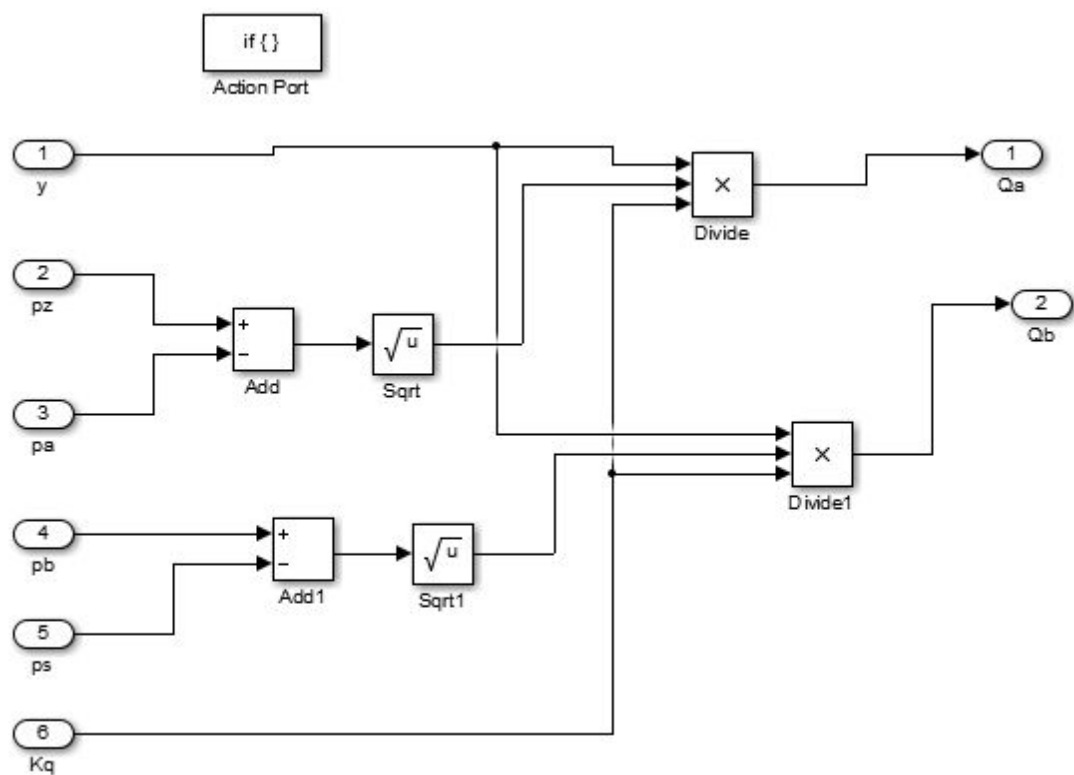 if { }
Action Port
1
y
×
Divide
1
Qa
2
pz
+
−
Add
√u
Sqrt
2
Qb
3
pa
×
Divide1
4
pb
+
−
Add1
√u
Sqrt1
5
ps
6
Kq